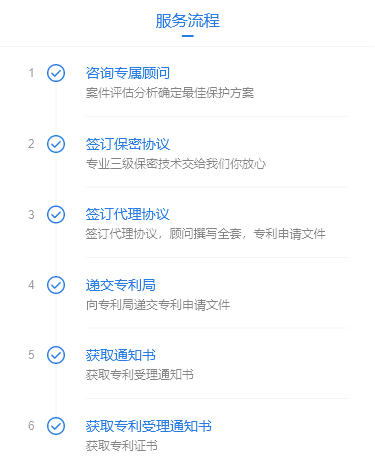 服务流程
1 咨询专属顾问
案件评估分析确定最佳保护方案
2 签订保密协议
专业三级保密技术交给我们你放心
3 签订代理协议
签订代理协议，顾问撰写全套，专利申请文件
4 递交专利局
向专利局递交专利申请文件
5 获取通知书
获取专利受理通知书
6 获取专利受理通知书
获取专利证书